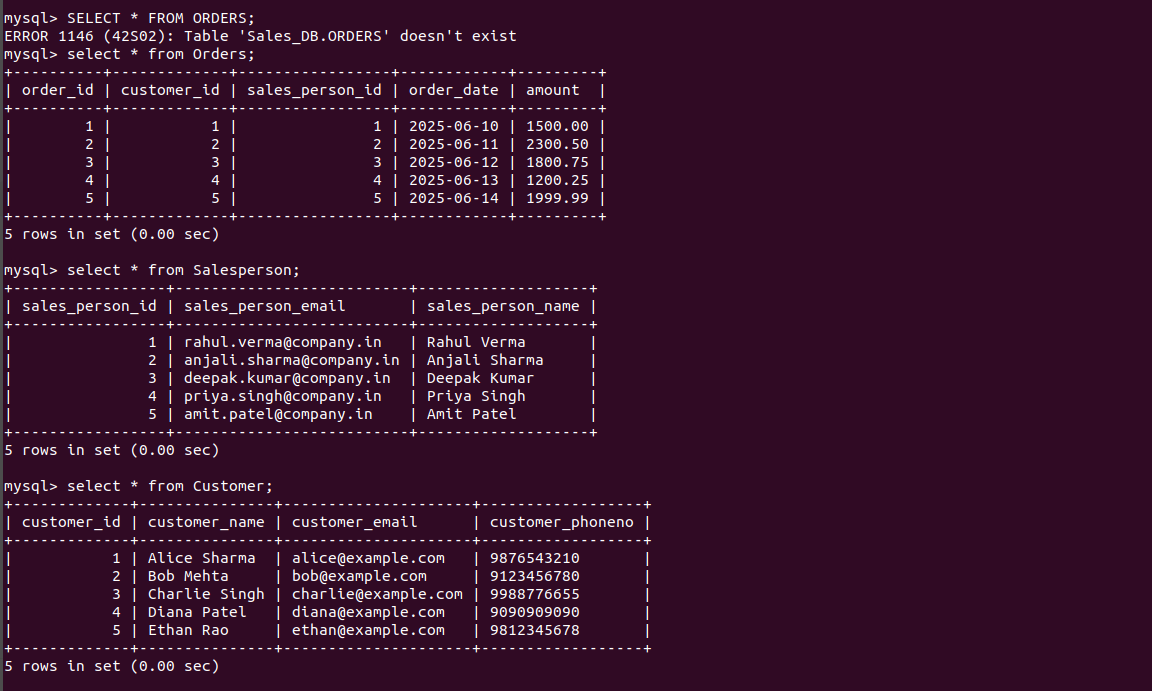 mysql> SELECT * FROM ORDERS;
ERROR 1146 (42S02): Table 'Sales_DB.ORDERS' doesn't exist
mysql> select * from Orders;
+----------+-------------+-----------------+------------+---------+
| order_id | customer_id | sales_person_id | order_date | amount  |
+----------+-------------+-----------------+------------+---------+
|        1 |           1 |               1 | 2025-06-10 | 1500.00 |
|        2 |           2 |               2 | 2025-06-11 | 2300.50 |
|        3 |           3 |               3 | 2025-06-12 | 1800.75 |
|        4 |           4 |               4 | 2025-06-13 | 1200.25 |
|        5 |           5 |               5 | 2025-06-14 | 1999.99 |
+----------+-------------+-----------------+------------+---------+
5 rows in set (0.00 sec)

mysql> select * from Salesperson;
+-----------------+--------------------------+-------------------+
| sales_person_id | sales_person_email       | sales_person_name |
+-----------------+--------------------------+-------------------+
|               1 | rahul.verma@company.in   | Rahul Verma       |
|               2 | anjali.sharma@company.in | Anjali Sharma     |
|               3 | deepak.kumar@company.in  | Deepak Kumar      |
|               4 | priya.singh@company.in   | Priya Singh       |
|               5 | amit.patel@company.in    | Amit Patel        |
+-----------------+--------------------------+-------------------+
5 rows in set (0.00 sec)

mysql> select * from Customer;
+-------------+---------------+---------------------+------------------+
| customer_id | customer_name | customer_email      | customer_phoneno |
+-------------+---------------+---------------------+------------------+
|           1 | Alice Sharma  | alice@example.com   | 9876543210       |
|           2 | Bob Mehta     | bob@example.com     | 9123456780       |
|           3 | Charlie Singh | charlie@example.com | 9988776655       |
|           4 | Diana Patel   | diana@example.com   | 9090909090       |
|           5 | Ethan Rao     | ethan@example.com   | 9812345678       |
+-------------+---------------+---------------------+------------------+
5 rows in set (0.00 sec)